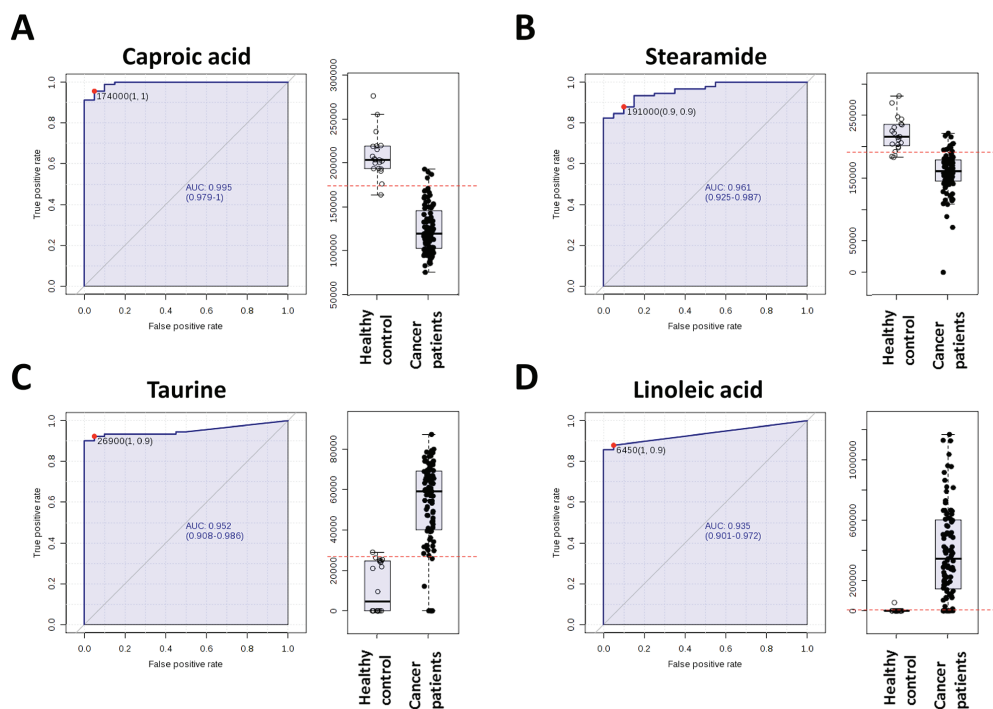 A
Caproic acid
True positive rate
0.0 0.2 0.4 0.6 0.8 1.0
174000(1, 1)
AUC: 0.995
(0.979-1)
0.0 0.2 0.4 0.6 0.8 1.0
False positive rate
50000 100000 150000 200000 250000 300000
Healthy
control
Cancer
patients
B
Stearamide
True positive rate
0.0 0.2 0.4 0.6 0.8 1.0
191000(0.9, 0.9)
AUC: 0.961
(0.925-0.987)
0.0 0.2 0.4 0.6 0.8 1.0
False positive rate
0 50000 150000 250000
Healthy
control
Cancer
patients
C
Taurine
True positive rate
0.0 0.2 0.4 0.6 0.8 1.0
26900(1, 0.9)
AUC: 0.952
(0.908-0.986)
0.0 0.2 0.4 0.6 0.8 1.0
False positive rate
0 20000 40000 60000 80000
Healthy
control
Cancer
patients
D
Linoleic acid
True positive rate
0.0 0.2 0.4 0.6 0.8 1.0
6450(1, 0.9)
AUC: 0.935
(0.901-0.972)
0.0 0.2 0.4 0.6 0.8 1.0
False positive rate
0 200000 600000 1000000
Healthy
control
Cancer
patients